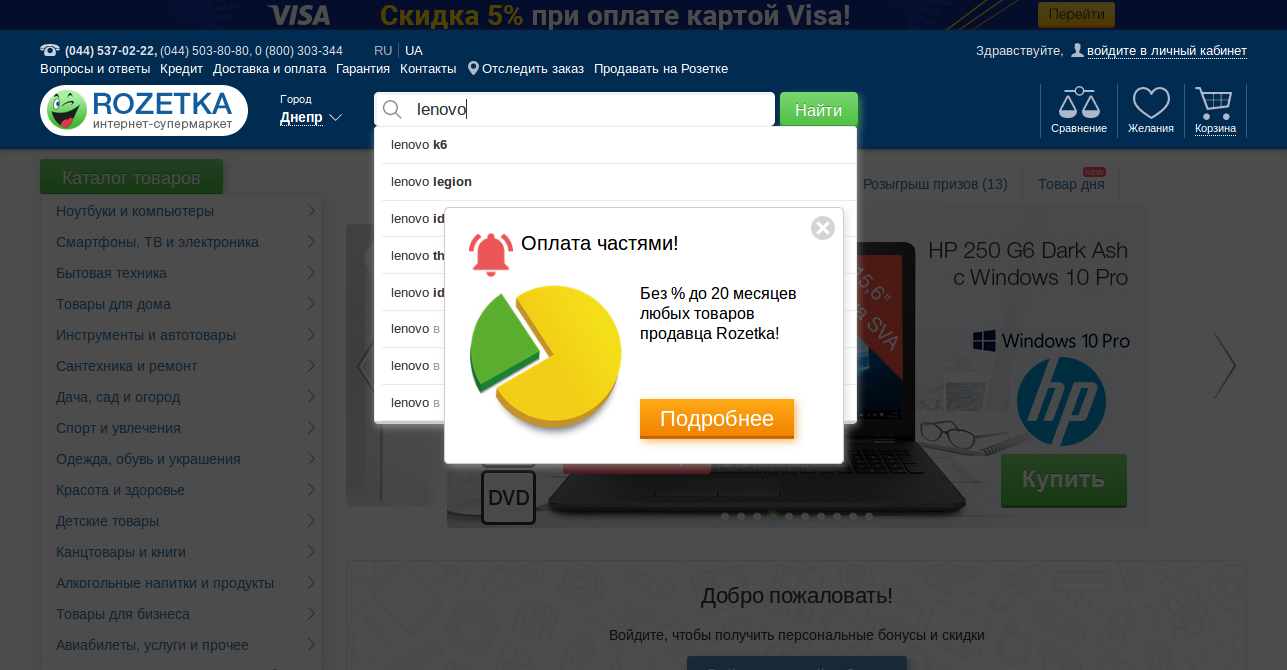 VISA Скидка 5% при оплате картой Visa! Перейти
(044) 537-02-22, (044) 503-80-80, 0 (800) 303-344 RU UA
Здравствуйте, войдите в личный кабинет
Вопросы и ответы Кредит Доставка и оплата Гарантия Контакты Отследить заказ Продавать на Розетке
ROZETKA
интернет-супермаркет
Город
Днепр
lenovo
Найти
Сравнение Желания Корзина
lenovo k6
lenovo legion
lenovo id
lenovo th
lenovo id
lenovo в
lenovo в
lenovo в
Каталог товаров
Розыгрыш призов (13) Товар дня NEW
Ноутбуки и компьютеры
Смартфоны, ТВ и электроника
Бытовая техника
Товары для дома
Инструменты и автотовары
Сантехника и ремонт
Дача, сад и огород
Спорт и увлечения
Одежда, обувь и украшения
Красота и здоровье
Детские товары
Канцтовары и книги
Алкогольные напитки и продукты
Товары для бизнеса
Авиабилеты, услуги и прочее
Оплата частями!
Без % до 20 месяцев
любых товаров
продавца Rozetka!
Подробнее
HP 250 G6 Dark Ash
с Windows 10 Pro
15,6"
SVA
Windows 10 Pro
hp
Купить
DVD
Добро пожаловать!
Войдите, чтобы получить персональные бонусы и скидки